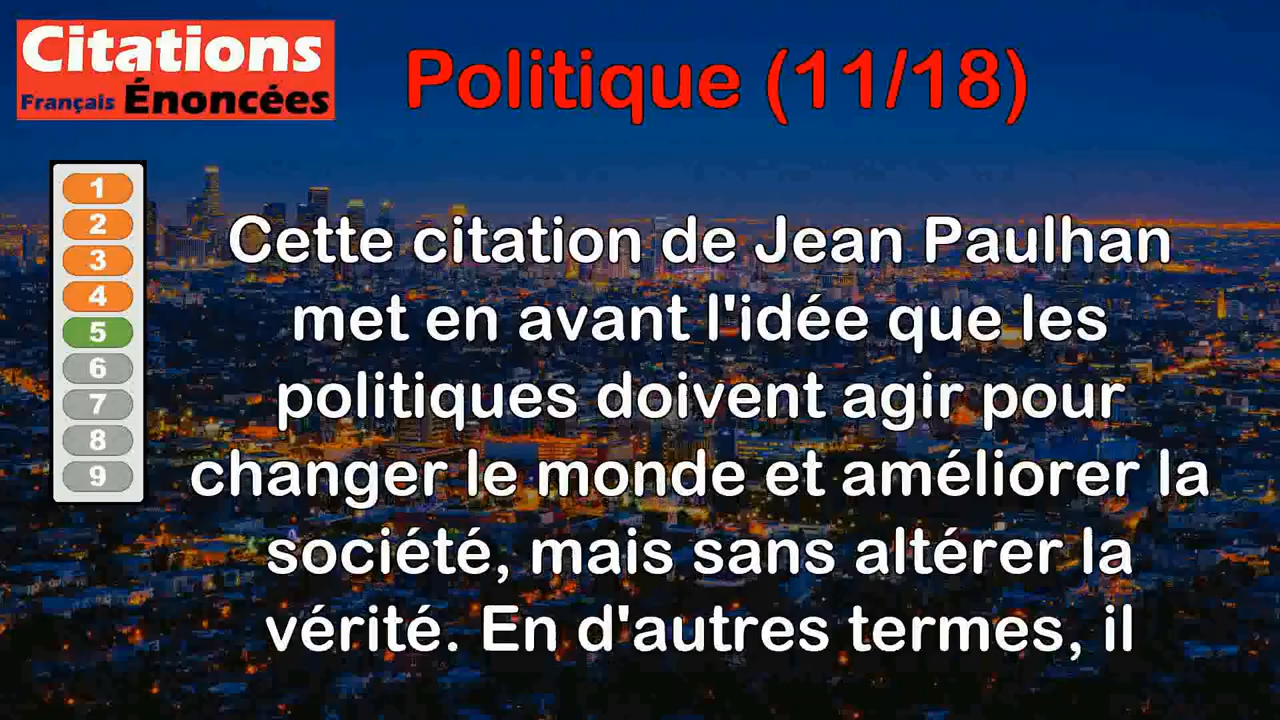 Citations
Français Énoncées
Politique (11/18)
1
2
3
4
5
6
7
8
9
Cette citation de Jean Paulhan
met en avant l'idée que les
politiques doivent agir pour
changer le monde et améliorer la
société, mais sans altérer la
vérité. En d'autres termes, il